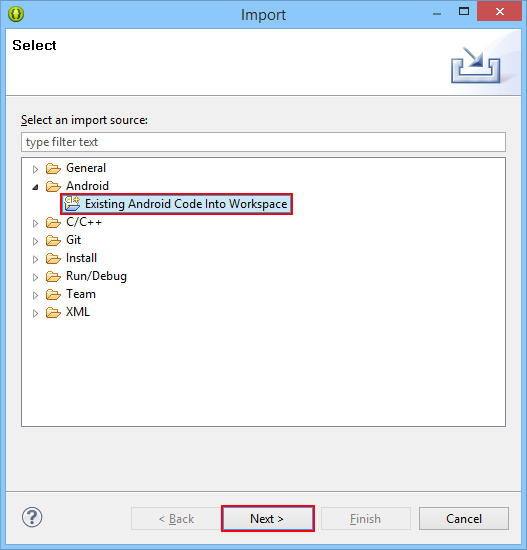 Import
Select
Select an import source:
type filter text
General
Android
Existing Android Code Into Workspace
C/C++
Git
Install
Run/Debug
Team
XML
? < Back Next > Finish Cancel